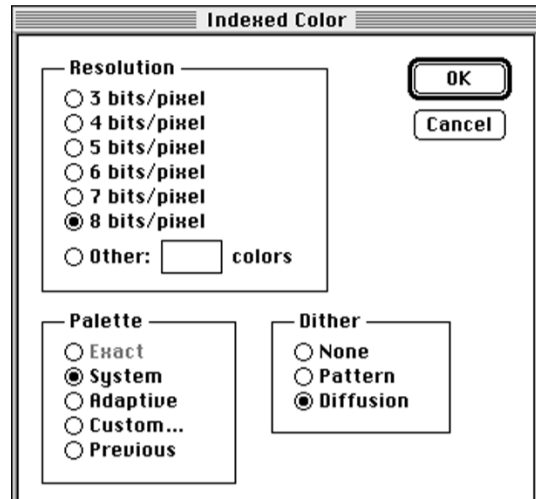 Indexed Color
Resolution
3 bits/pixel
4 bits/pixel
5 bits/pixel
6 bits/pixel
7 bits/pixel
8 bits/pixel
Other: colors
OK
Cancel
Palette
Exact
System
Adaptive
Custom...
Previous
Dither
None
Pattern
Diffusion